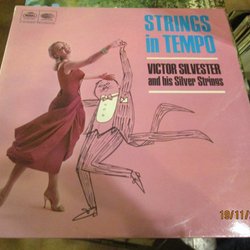 STRINGS
in TEMPO
VICTOR SILVESTER
and his Silver Strings